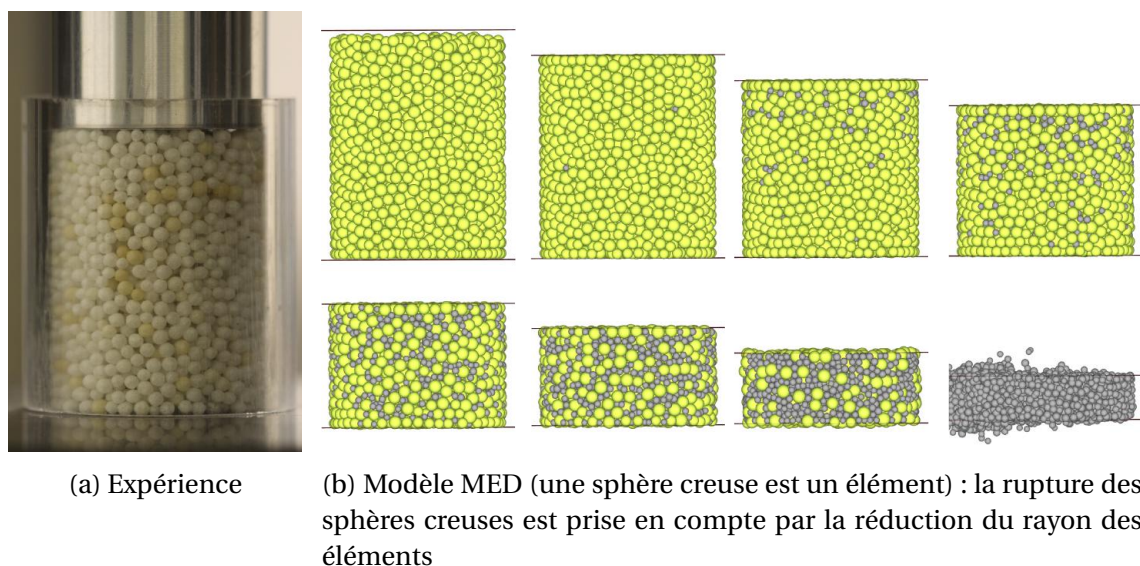 (a) Expérience
(b) Modèle MED (une sphère creuse est un élément) : la rupture des
sphères creuses est prise en compte par la réduction du rayon des
éléments